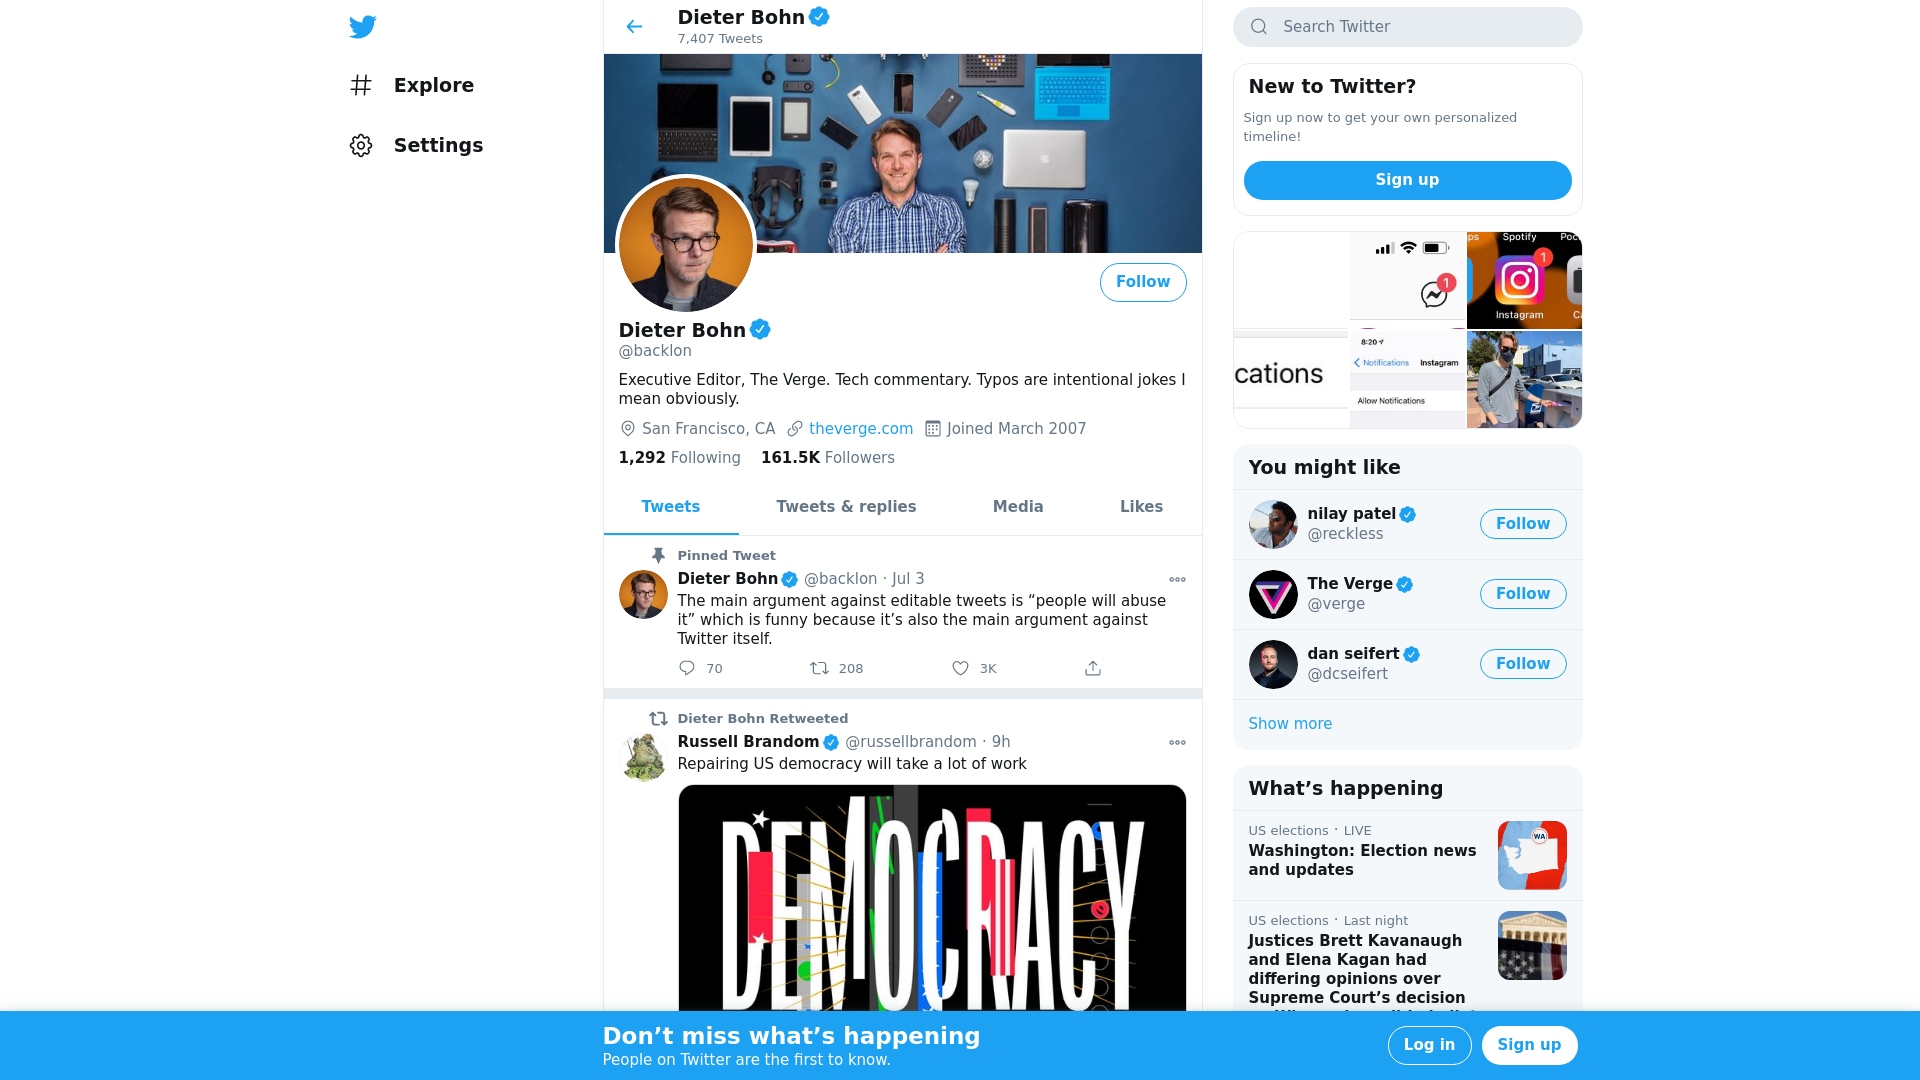 Explore
Settings
Dieter Bohn
7,407 Tweets
Follow
Dieter Bohn
@backlon
Executive Editor, The Verge. Tech commentary. Typos are intentional jokes I
mean obviously.
San Francisco, CA theverge.com Joined March 2007
1,292 Following 161.5K Followers
Tweets Tweets & replies Media Likes
Pinned Tweet
Dieter Bohn @backlon · Jul 3
The main argument against editable tweets is “people will abuse
it” which is funny because it’s also the main argument against
Twitter itself.
70 208 3K
Dieter Bohn Retweeted
Russell Brandom @russellbrandom · 9h
Repairing US democracy will take a lot of work
DEMOCRACY
Search Twitter
New to Twitter?
Sign up now to get your own personalized
timeline!
Sign up
1
ps Spotify Poc
1
Instagram Ca
cations
8:20
Notifications Instagram
Allow Notifications
You might like
nilay patel
@reckless
Follow
The Verge
@verge
Follow
dan seifert
@dcseifert
Follow
Show more
What’s happening
US elections · LIVE
Washington: Election news
and updates
WA
US elections · Last night
Justices Brett Kavanaugh
and Elena Kagan had
differing opinions over
Supreme Court’s decision
Don’t miss what’s happening
People on Twitter are the first to know.
Log in
Sign up